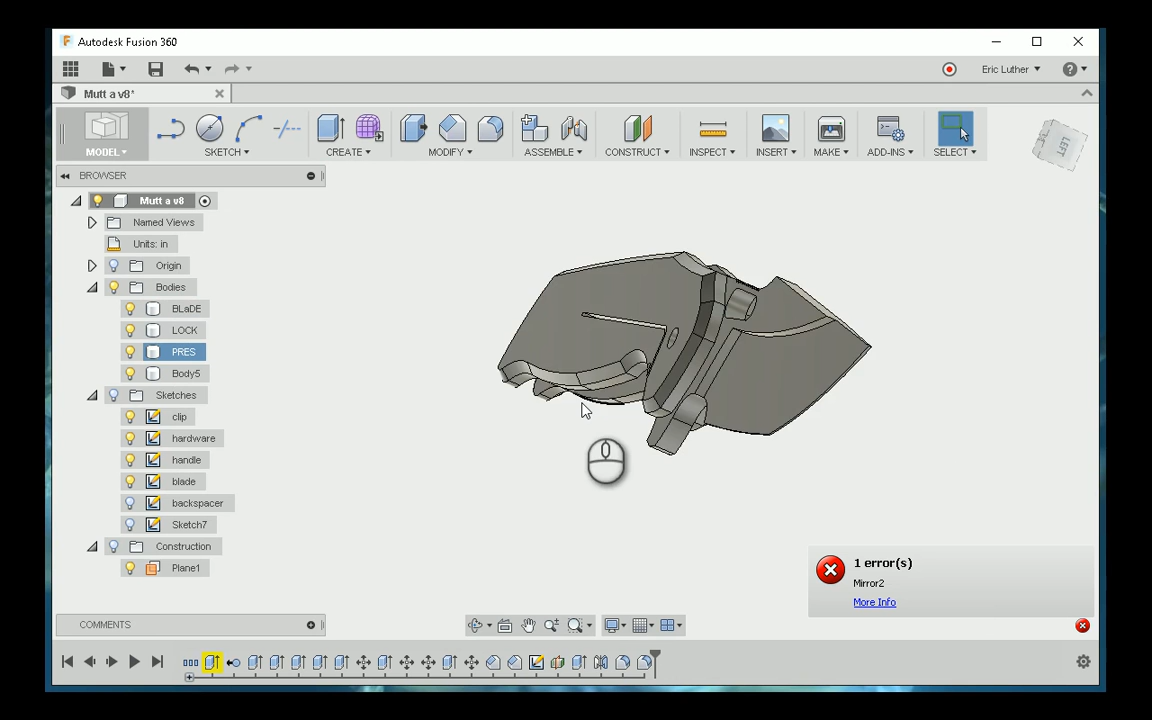 Autodesk Fusion 360
Eric Luther
Mutt a v8*
MODEL SKETCH CREATE MODIFY ASSEMBLE CONSTRUCT INSPECT INSERT MAKE ADD-INS SELECT
LEFT
BROWSER
Mutt a v8
Named Views
Units: in
Origin
Bodies
BLaDE
LOCK
PRES
Body5
Sketches
clip
hardware
handle
blade
backspacer
Sketch7
Construction
Plane1
1 error(s)
Mirror2
More Info
COMMENTS